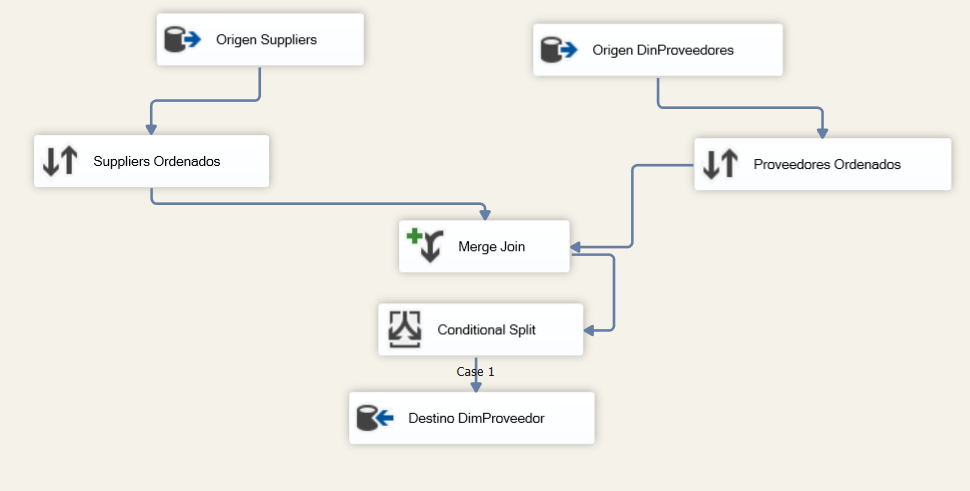 Origen Suppliers
Origen DinProveedores
Suppliers Ordenados
Proveedores Ordenados
Merge Join
Conditional Split
Case 1
Destino DimProveedor